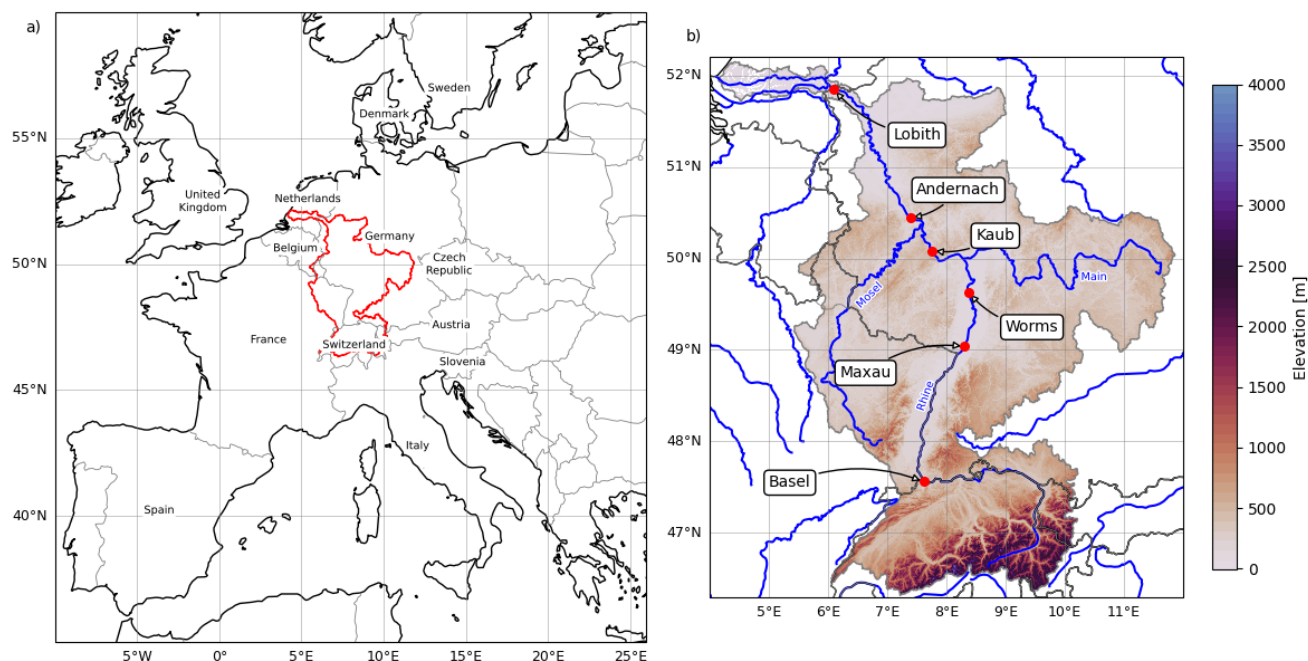 a)
55°N
50°N
45°N
40°N
5°W
0°
5°E
10°E
15°E
20°E
25°E
Sweden
Denmark
United
Kingdom
Netherlands
Belgium
Germany
Czech
Republic
Austria
France
Switzerland
Slovenia
Italy
Spain
b)
52°N
51°N
50°N
49°N
48°N
47°N
5°E
6°E
7°E
8°E
9°E
10°E
11°E
Lobith
Andernach
Kaub
Mosel
Main
Worms
Maxau
Rhine
Basel
4000
3500
3000
2500
2000
1500
1000
500
0
Elevation [m]